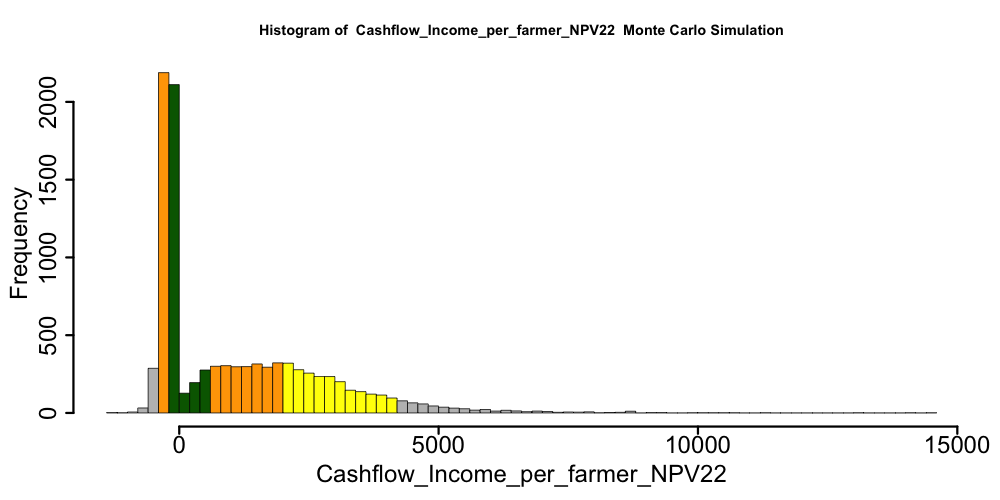 Histogram of  Cashflow_Income_per_farmer_NPV22  Monte Carlo Simulation
Frequency
2000
1500
1000
500
0
0 5000 10000 15000
Cashflow_Income_per_farmer_NPV22